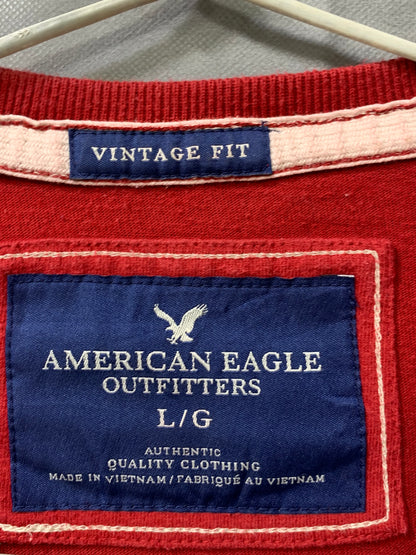 VINTAGE FIT
AMERICAN EAGLE
OUTFITTERS
L/G
AUTHENTIC
QUALITY CLOTHING
MADE IN VIETNAM / FABRIQUÉ AU VIETNAM